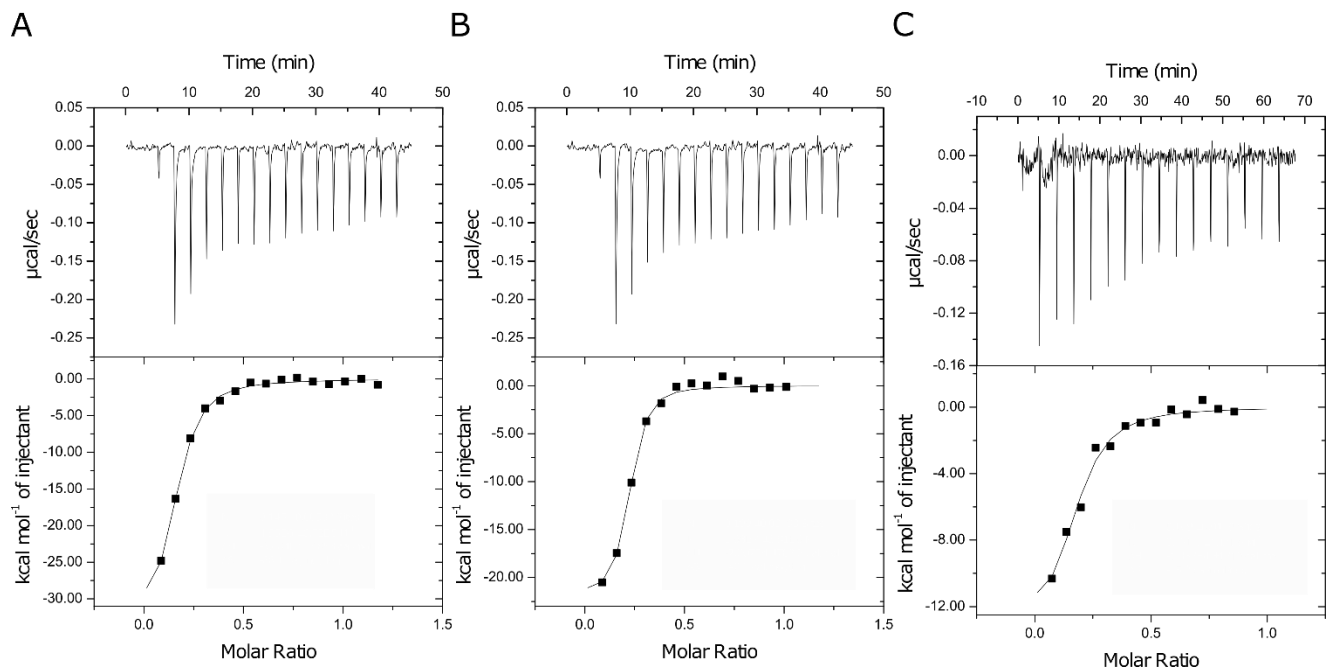 A
Time (min)
0 10 20 30 40 50
0.05
0.00
-0.05
-0.10
-0.15
-0.20
-0.25
µcal/sec
0.00
-5.00
-10.00
-15.00
-20.00
-25.00
-30.00
kcal mol⁻¹ of injectant
0.0 0.5 1.0 1.5
Molar Ratio
B
Time (min)
0 10 20 30 40 50
0.05
0.00
-0.05
-0.10
-0.15
-0.20
-0.25
µcal/sec
0.00
-5.00
-10.00
-15.00
-20.00
kcal mol⁻¹ of injectant
0.0 0.5 1.0 1.5
Molar Ratio
C
Time (min)
-10 0 10 20 30 40 50 60 70
0.00
-0.04
-0.08
-0.12
-0.16
µcal/sec
0.00
-4.00
-8.00
-12.00
kcal mol⁻¹ of injectant
0.0 0.5 1.0
Molar Ratio